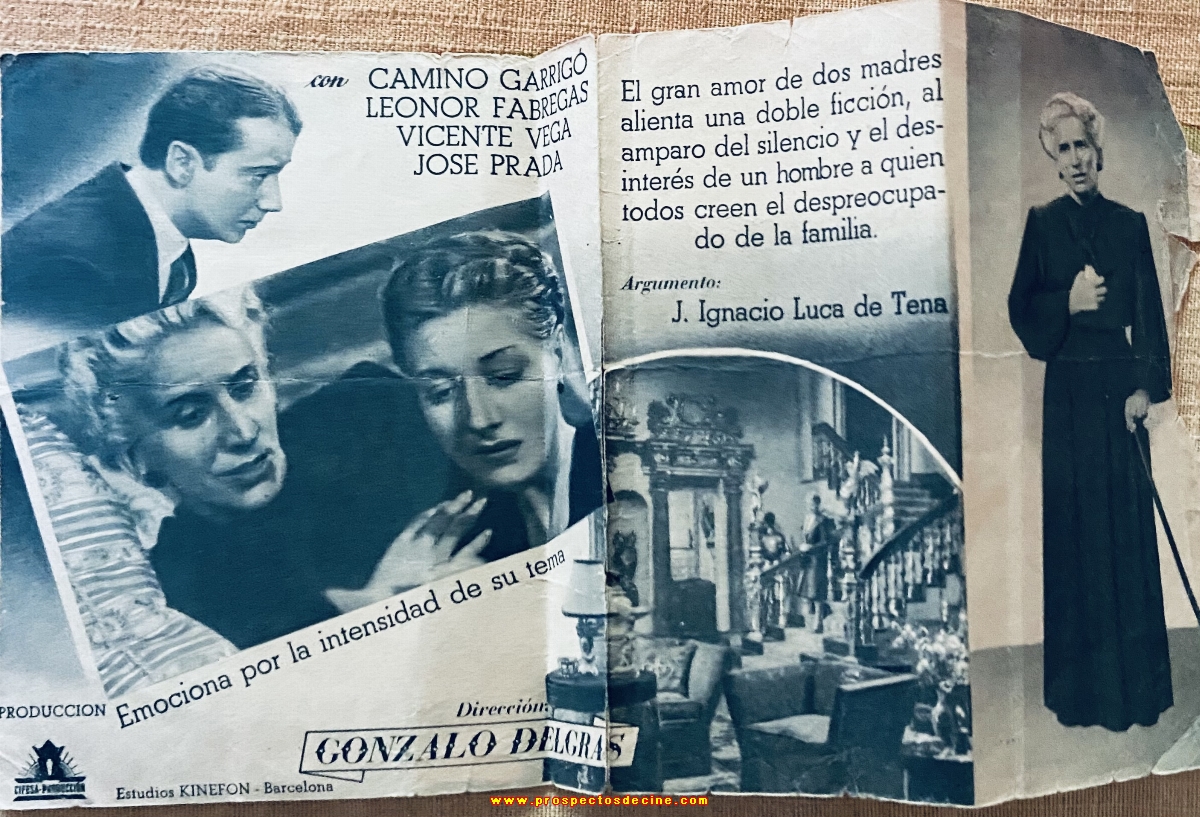 con CAMINO GARRIGÓ
LEONOR FABREGAS
VICENTE VEGA
JOSE PRADA
El gran amor de dos madres
alienta una doble ficción, al
amparo del silencio y el des-
interés de un hombre a quien
todos creen el despreocupa-
do de la familia.
Argumento:
J. Ignacio Luca de Tena
Emociona por la intensidad de su tema
PRODUCCION
CIFESA-PRODUCCIÓN
Dirección:
GONZALO DELGRAS
Estudios KINEFON - Barcelona
www.prospectosdecine.com